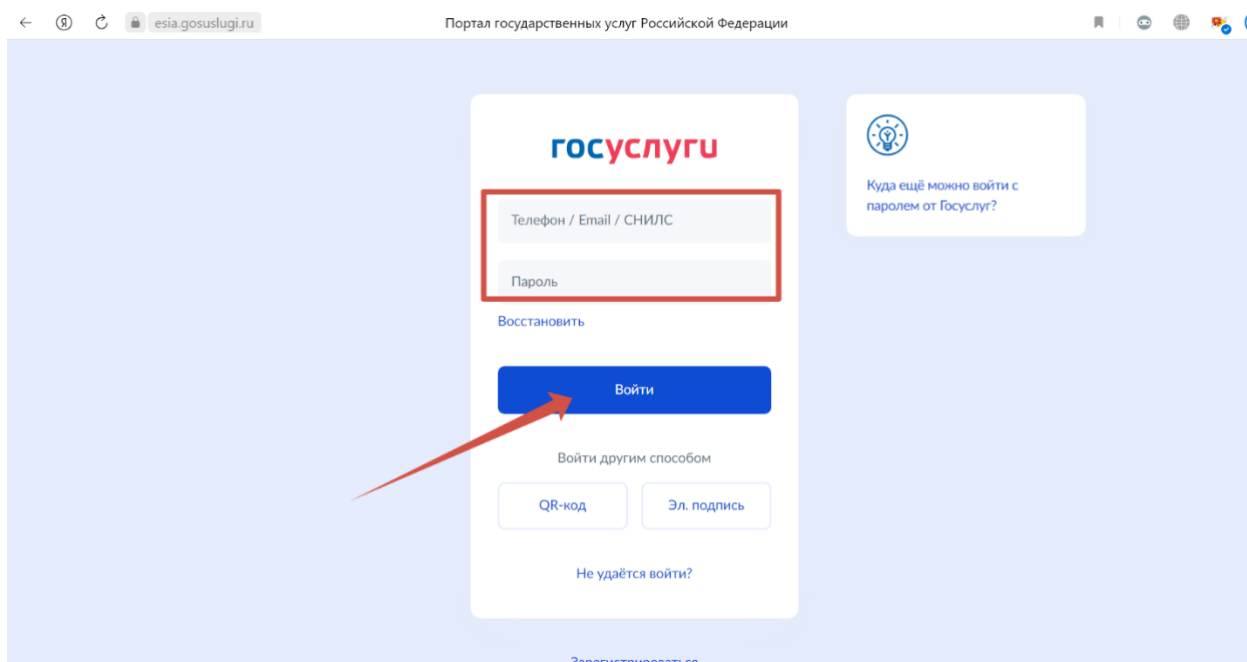 esia.gosuslugi.ru
Портал государственных услуг Российской Федерации
госуслуги
Телефон / Email / СНИЛС
Пароль
Восстановить
Войти
Войти другим способом
QR-код
Эл. подпись
Не удаётся войти?
Зарегистрироваться
Куда ещё можно войти с
паролем от Госуслуг?